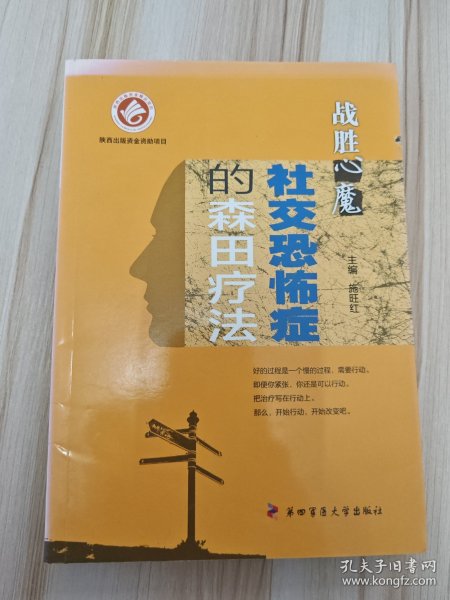 陕西出版资金资助项目
战胜心魔
社交恐怖症
的森田疗法
主编 施旺红
好的过程是一个慢的过程，需要行动。
即便你紧张，你还是可以行动。
把治疗写在行动上。
那么，开始行动，开始改变吧。
第四军医大学出版社
孔夫子旧书网
www.kongfz.com